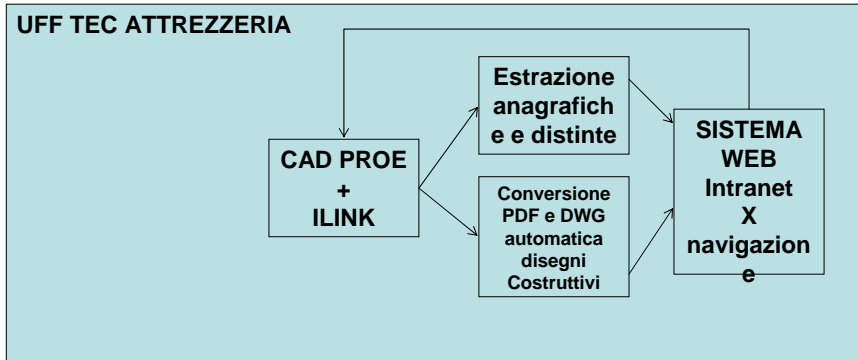 UFF TEC ATTREZZERIA
Estrazione
anagrafich
e e distinte
CAD PROE
+
ILINK
Conversione
PDF e DWG
automatica
disegni
Costruttivi
SISTEMA
WEB
Intranet
X
navigazion
e